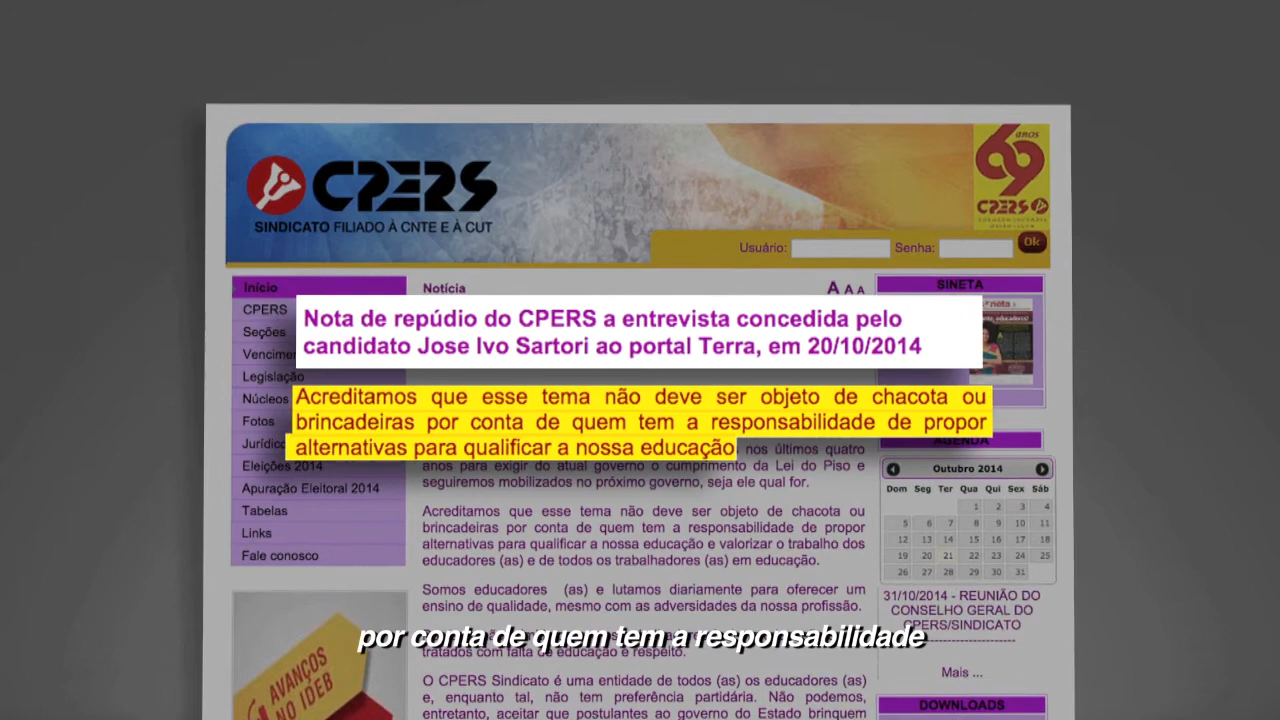 CPERS
SINDICATO FILIADO À CNTE E À CUT
69 anos
CPERS
Usuário:
Senha:
Ok
Início
CPERS
Seções
Legislação
Núcleos
Fotos
Eleições 2014
Apuração Eleitoral 2014
Tabelas
Links
Fale conosco
AVANÇOS
NO IDEB
Notícia
A A A
Nota de repúdio do CPERS a entrevista concedida pelo
candidato Jose Ivo Sartori ao portal Terra, em 20/10/2014
Acreditamos que esse tema não deve ser objeto de chacota ou
brincadeiras por conta de quem tem a responsabilidade de propor
alternativas para qualificar a nossa educação
nos últimos quatro
anos para exigir do atual governo o cumprimento da Lei do Piso e
seguiremos mobilizados no próximo governo, seja ele qual for.
Acreditamos que esse tema não deve ser objeto de chacota ou
brincadeiras por conta de quem tem a responsabilidade de propor
alternativas para qualificar a nossa educação e valorizar o trabalho dos
educadores (as) e de todos os trabalhadores (as) em educação.
Somos educadores (as) e lutamos diariamente para oferecer um
ensino de qualidade, mesmo com as adversidades da nossa profissão.
por conta de quem tem a responsabilidade
tratados com falta de educação e respeito.
O CPERS Sindicato é uma entidade de todos (as) os educadores (as)
e, enquanto tal, não tem preferência partidária. Não podemos,
entretanto, aceitar que postulantes ao governo do Estado brinquem
SINETA
AGENDA
Outubro 2014
Dom Seg Ter Qua Qui Sex Sáb
1 2 3 4
5 6 7 8 9 10 11
12 13 14 15 16 17 18
19 20 21 22 23 24 25
26 27 28 29 30 31
31/10/2014 - REUNIÃO DO
CONSELHO GERAL DO
CPERS/SINDICATO
Mais ...
DOWNLOADS